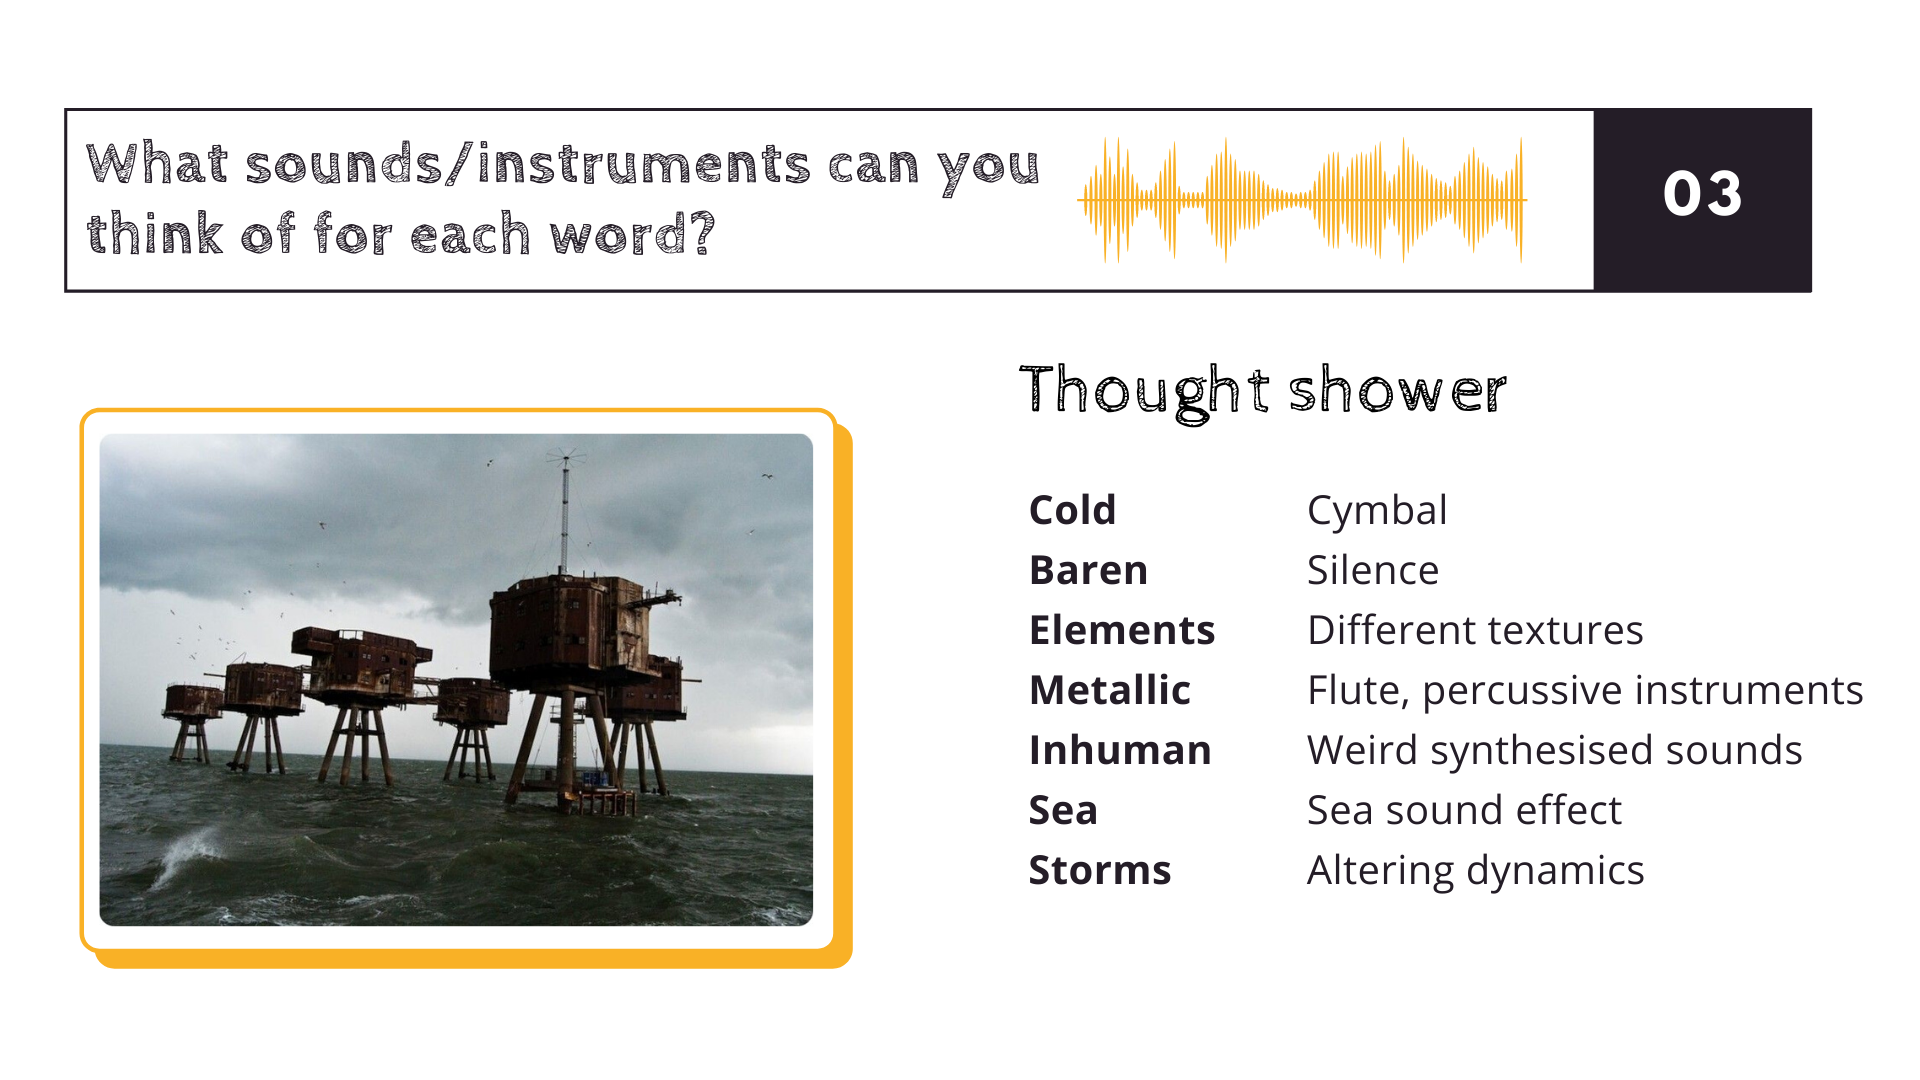 What sounds/instruments can you
think of for each word?
03
Thought shower
Cold Cymbal
Baren Silence
Elements Different textures
Metallic Flute, percussive instruments
Inhuman Weird synthesised sounds
Sea Sea sound effect
Storms Altering dynamics